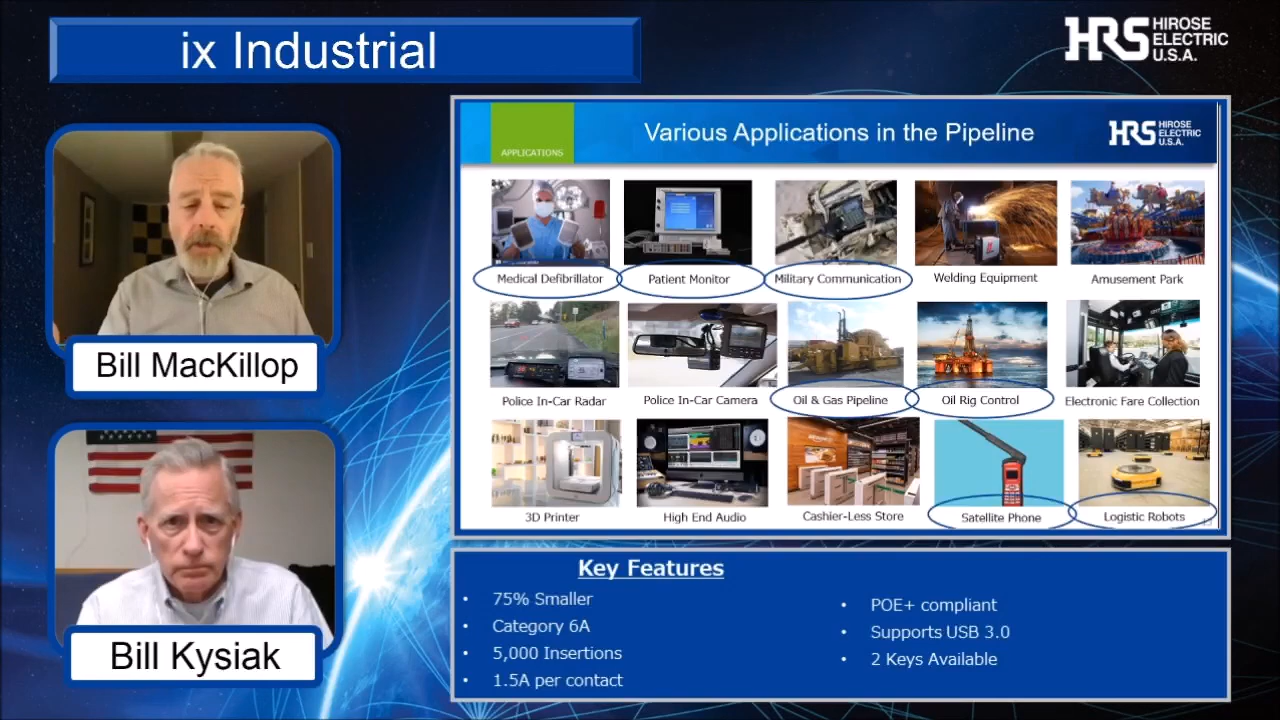 ix Industrial
HRS HIROSE
ELECTRIC
U.S.A.
APPLICATIONS
Various Applications in the Pipeline
HRS HIROSE
ELECTRIC
U.S.A.
Medical Defibrillator
Patient Monitor
Military Communication
Welding Equipment
Amusement Park
Police In-Car Radar
Police In-Car Camera
Oil & Gas Pipeline
Oil Rig Control
Electronic Fare Collection
3D Printer
High End Audio
Cashier-Less Store
Satellite Phone
Logistic Robots
Bill MacKillop
Bill Kysiak
Key Features
• 75% Smaller
• Category 6A
• 5,000 Insertions
• 1.5A per contact
• POE+ compliant
• Supports USB 3.0
• 2 Keys Available